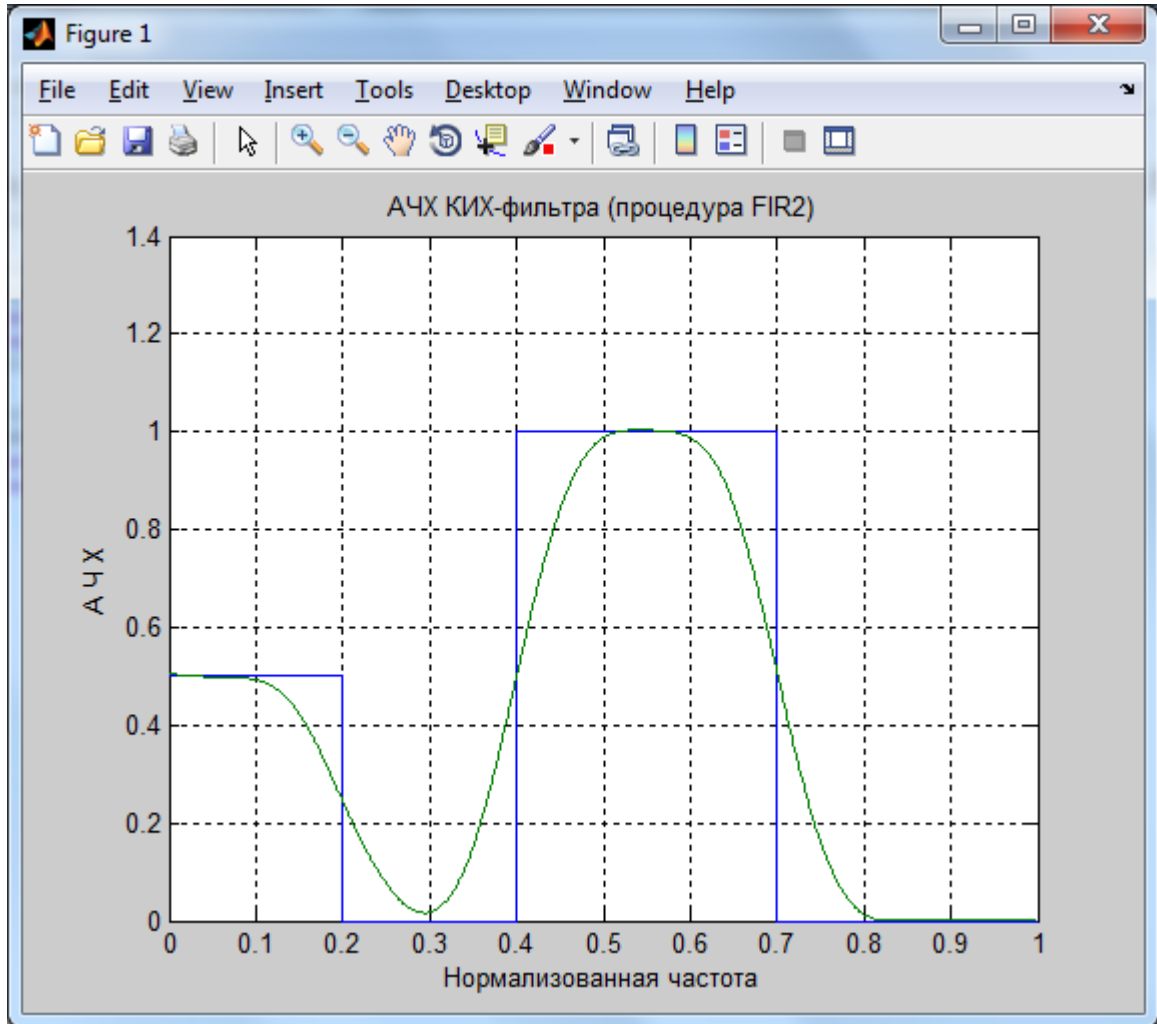 Figure 1
File Edit View Insert Tools Desktop Window Help
АЧХ КИХ-фильтра (процедура FIR2)
1.4
1.2
1
0.8
0.6
0.4
0.2
0
А Ч Х
0 0.1 0.2 0.3 0.4 0.5 0.6 0.7 0.8 0.9 1
Нормализованная частота